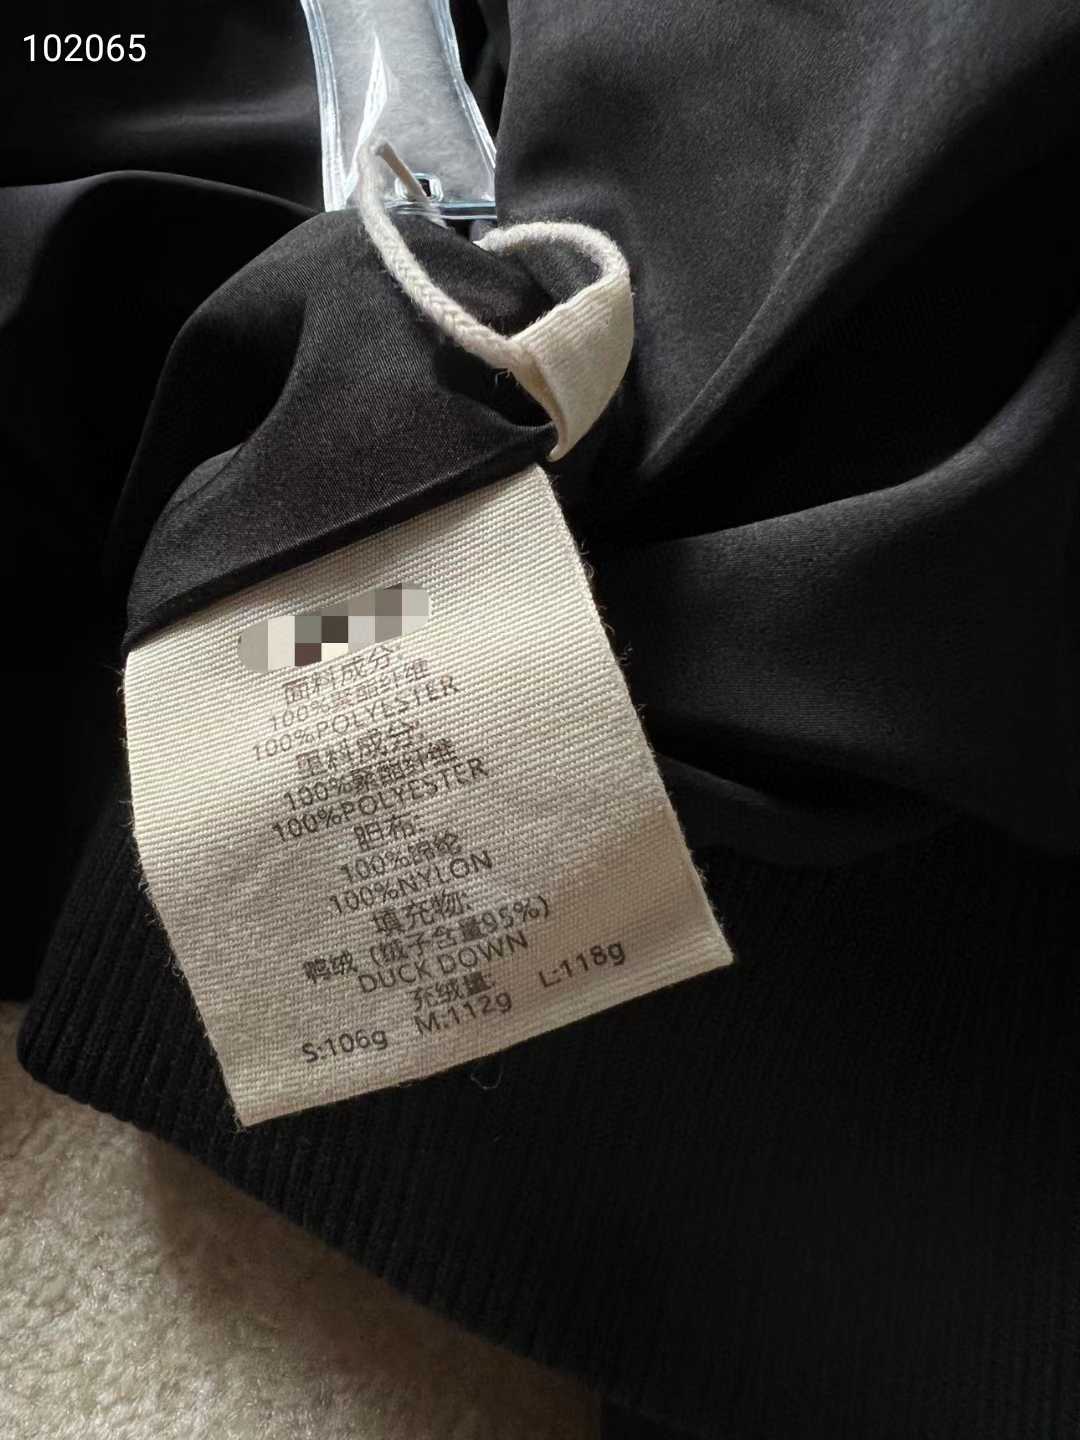 102065
面料成分:
100%聚酯纤维
100%POLYESTER
里料成分:
100%聚酯纤维
100%POLYESTER
胆布:
100%锦纶
100%NYLON
填充物:
鸭绒（绒子含量95%）
DUCK DOWN
充绒量:
S:106g M:112g L:118g